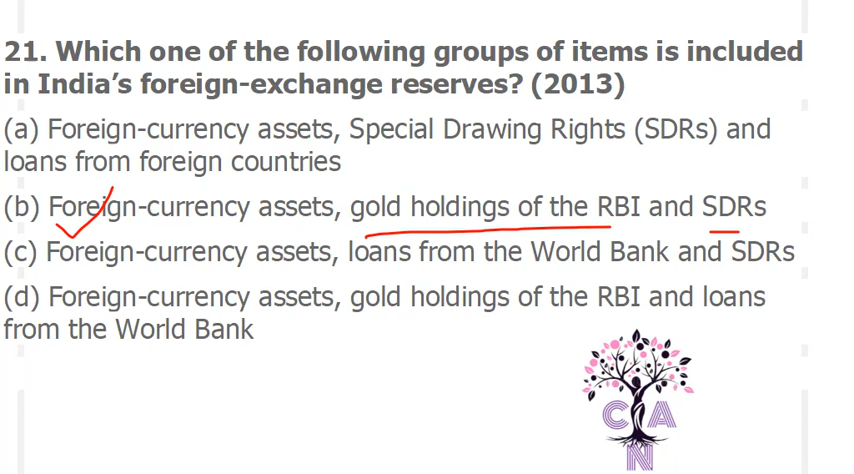 21. Which one of the following groups of items is included
in India’s foreign-exchange reserves? (2013)
(a) Foreign-currency assets, Special Drawing Rights (SDRs) and
loans from foreign countries
(b) Foreign-currency assets, gold holdings of the RBI and SDRs
(c) Foreign-currency assets, loans from the World Bank and SDRs
(d) Foreign-currency assets, gold holdings of the RBI and loans
from the World Bank
C A
N